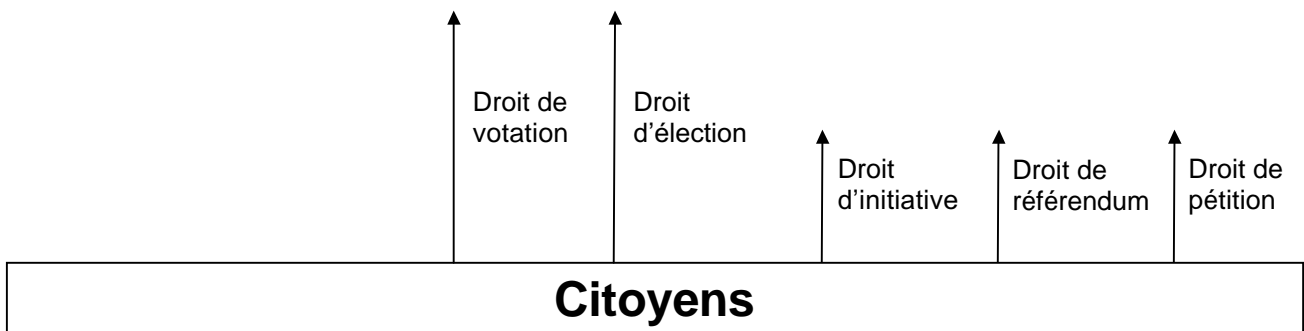 Droit de
votation
Droit
d’élection
Droit
d’initiative
Droit de
référendum
Droit de
pétition
Citoyens